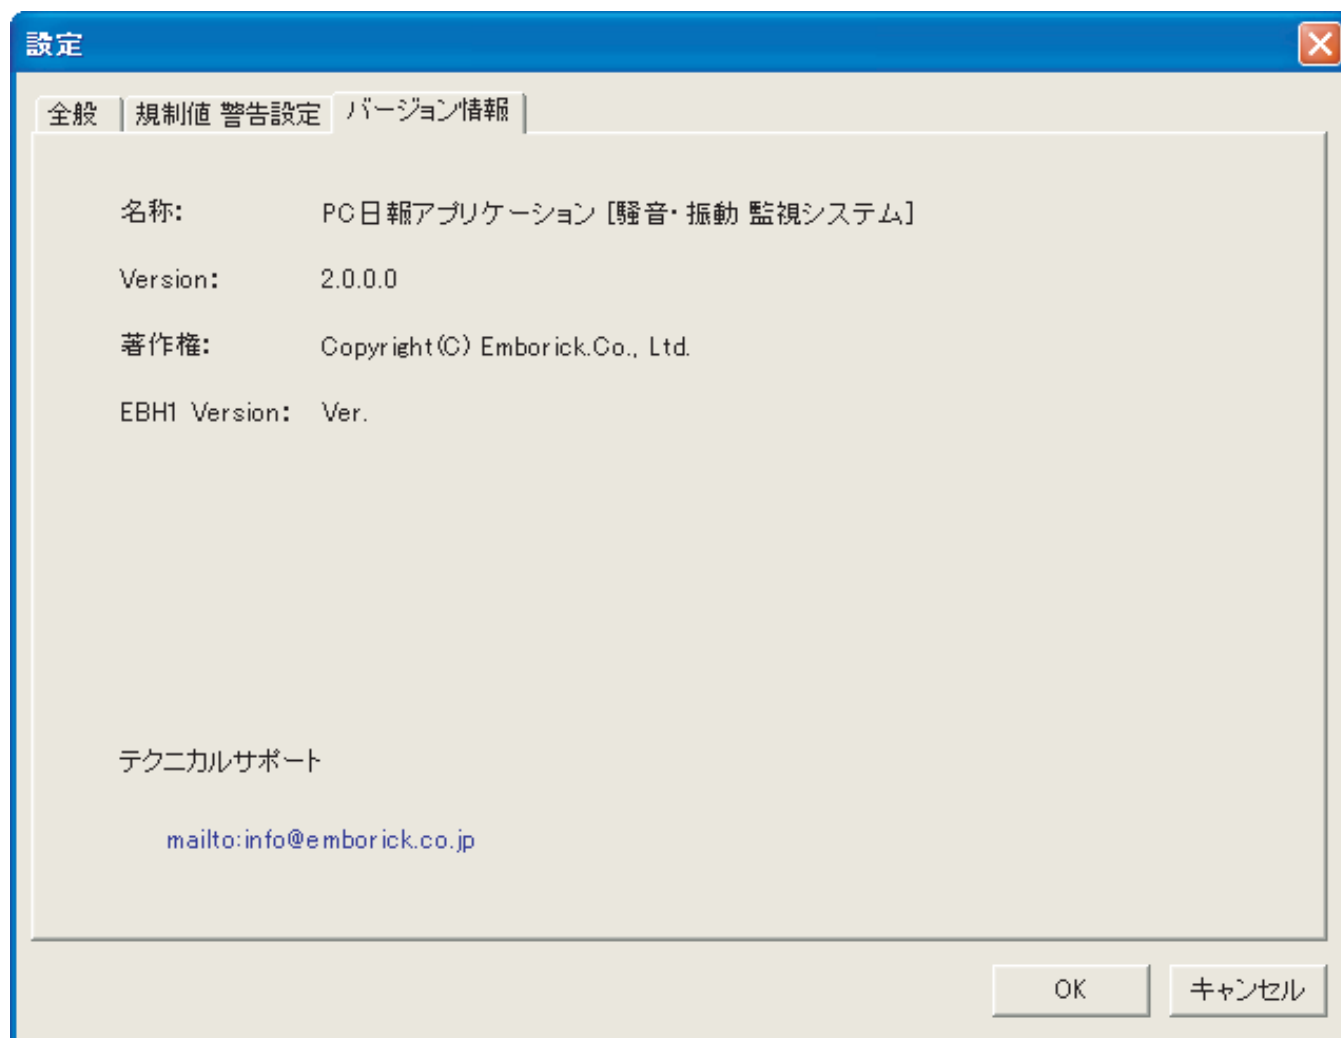 設定
全般 規制値 警告設定 バージョン情報
名称: PC日報アプリケーション [騒音・振動 監視システム]
Version: 2.0.0.0
著作権: Copyright(C) Emborick.Co., Ltd.
EBH1 Version: Ver.
テクニカルサポート
mailto:info@emborick.co.jp
OK キャンセル